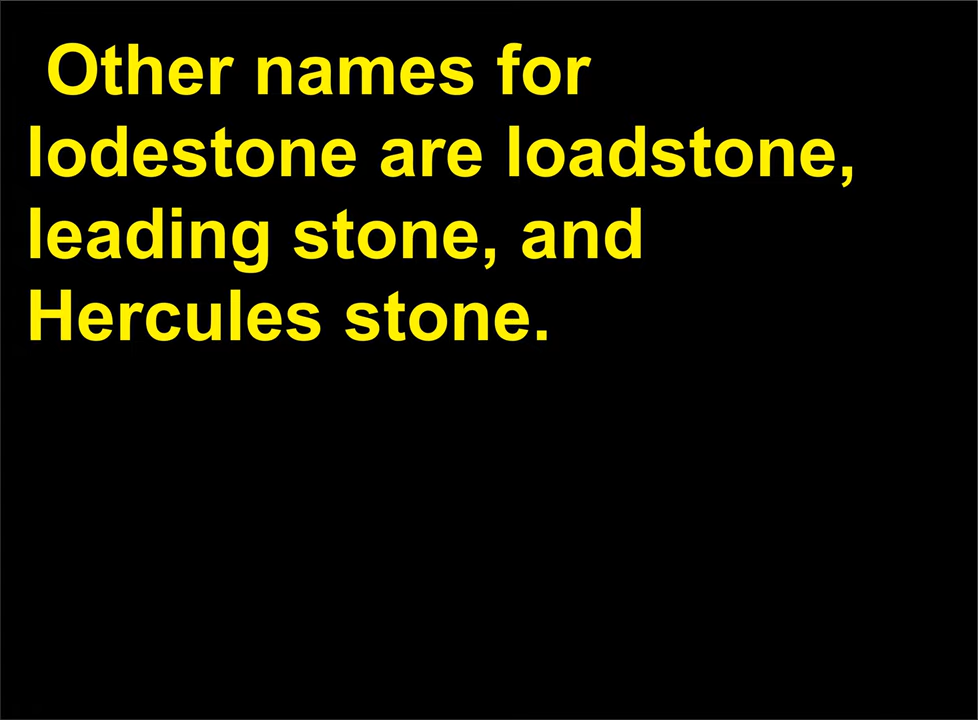 Other names for
lodestone are loadstone,
leading stone, and
Hercules stone.